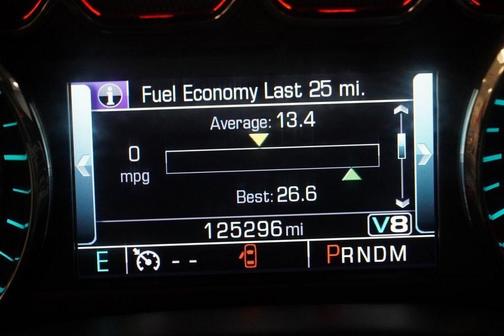 Fuel Economy Last 25 mi.
Average: 13.4
0
mpg
Best: 26.6
125296 mi V8
E -- PRNDM